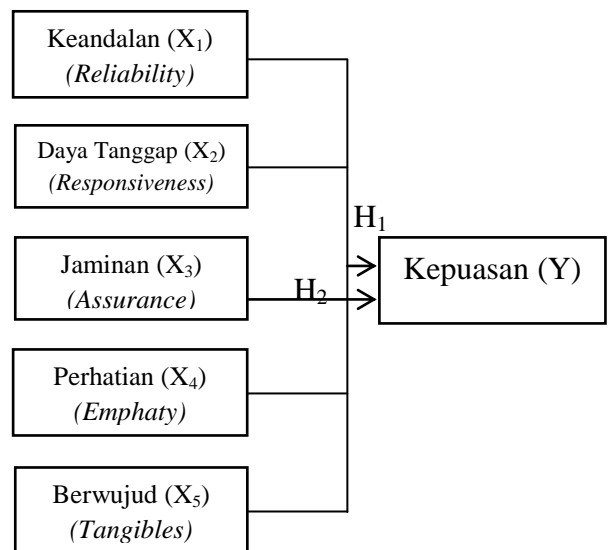 Keandalan (X₁)
(Reliability)
Daya Tanggap (X₂)
(Responsiveness)
H₁
Jaminan (X₃)
(Assurance)
H₂
Kepuasan (Y)
Perhatian (X₄)
(Emphaty)
Berwujud (X₅)
(Tangibles)